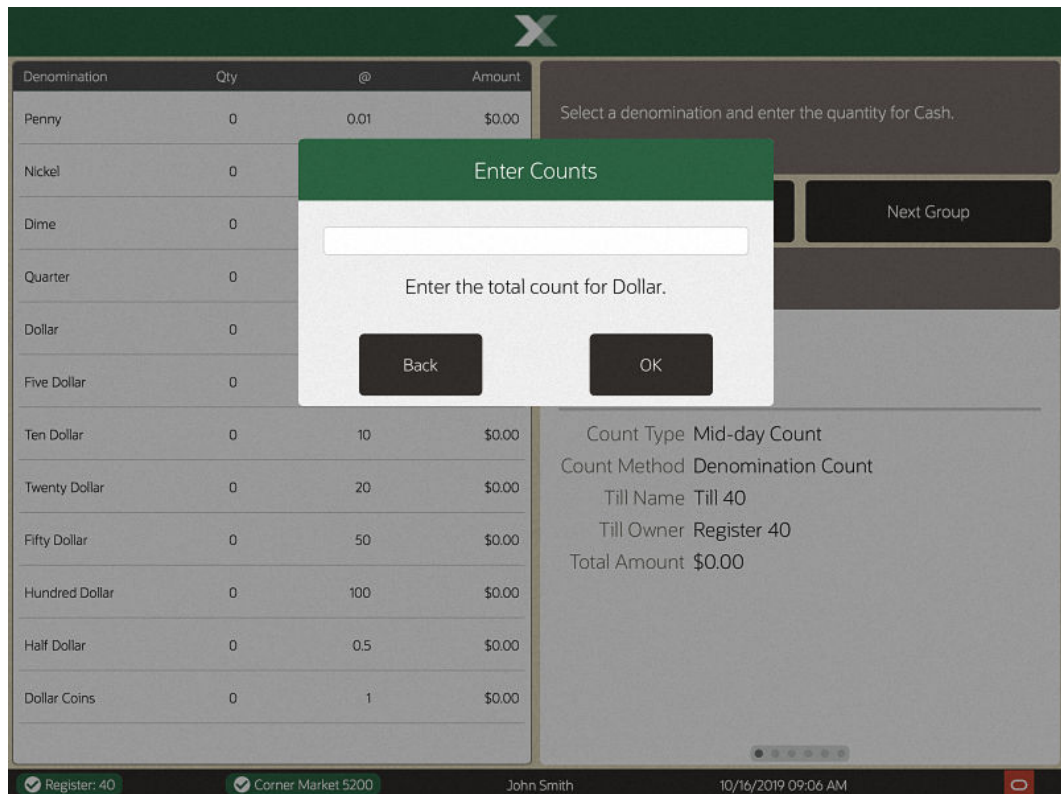 X
Denomination Qty @ Amount
Penny 0 0.01 $0.00
Nickel 0
Dime 0
Quarter 0
Dollar 0
Five Dollar 0
Ten Dollar 0 10 $0.00
Twenty Dollar 0 20 $0.00
Fifty Dollar 0 50 $0.00
Hundred Dollar 0 100 $0.00
Half Dollar 0 0.5 $0.00
Dollar Coins 0 1 $0.00
Select a denomination and enter the quantity for Cash.
Next Group
Enter Counts
Enter the total count for Dollar.
Back OK
Count Type Mid-day Count
Count Method Denomination Count
Till Name Till 40
Till Owner Register 40
Total Amount $0.00
Register: 40 Corner Market 5200 John Smith 10/16/2019 09:06 AM